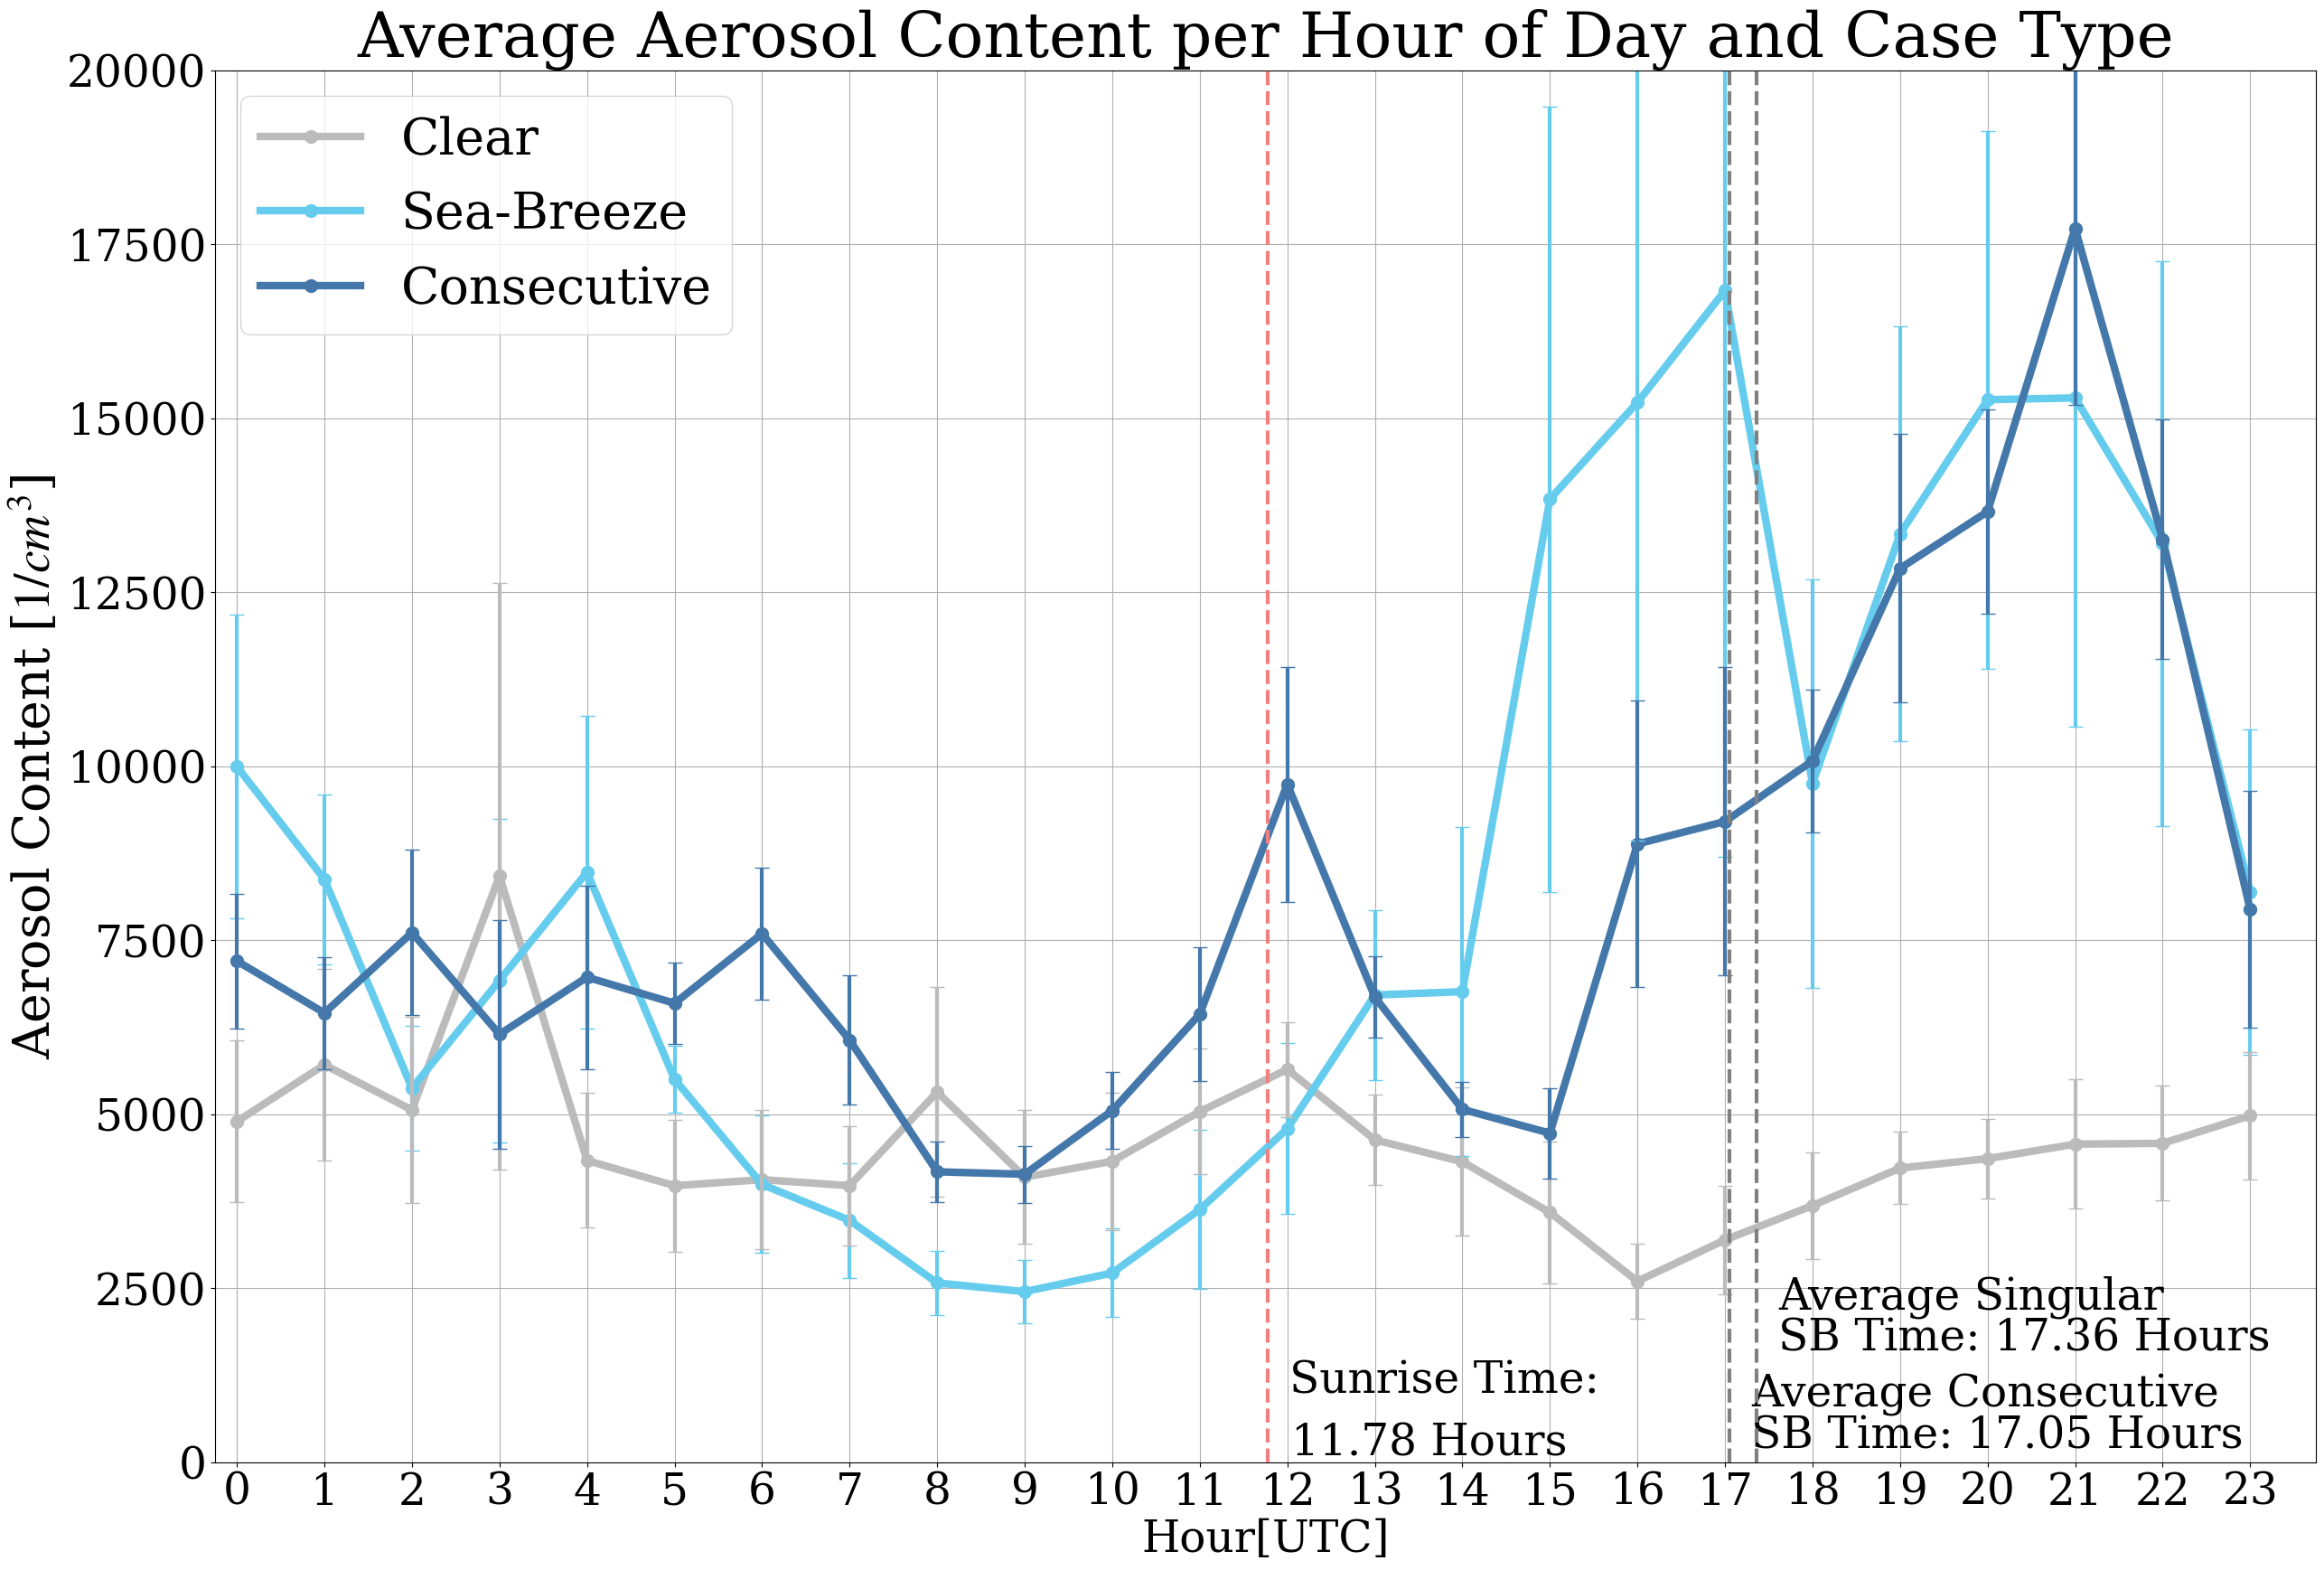 Average Aerosol Content per Hour of Day and Case Type
Clear
Sea-Breeze
Consecutive
Aerosol Content [1/cm³]
20000
17500
15000
12500
10000
7500
5000
2500
0
Average Singular
SB Time: 17.36 Hours
Average Consecutive
SB Time: 17.05 Hours
Sunrise Time:
11.78 Hours
0 1 2 3 4 5 6 7 8 9 10 11 12 13 14 15 16 17 18 19 20 21 22 23
Hour[UTC]